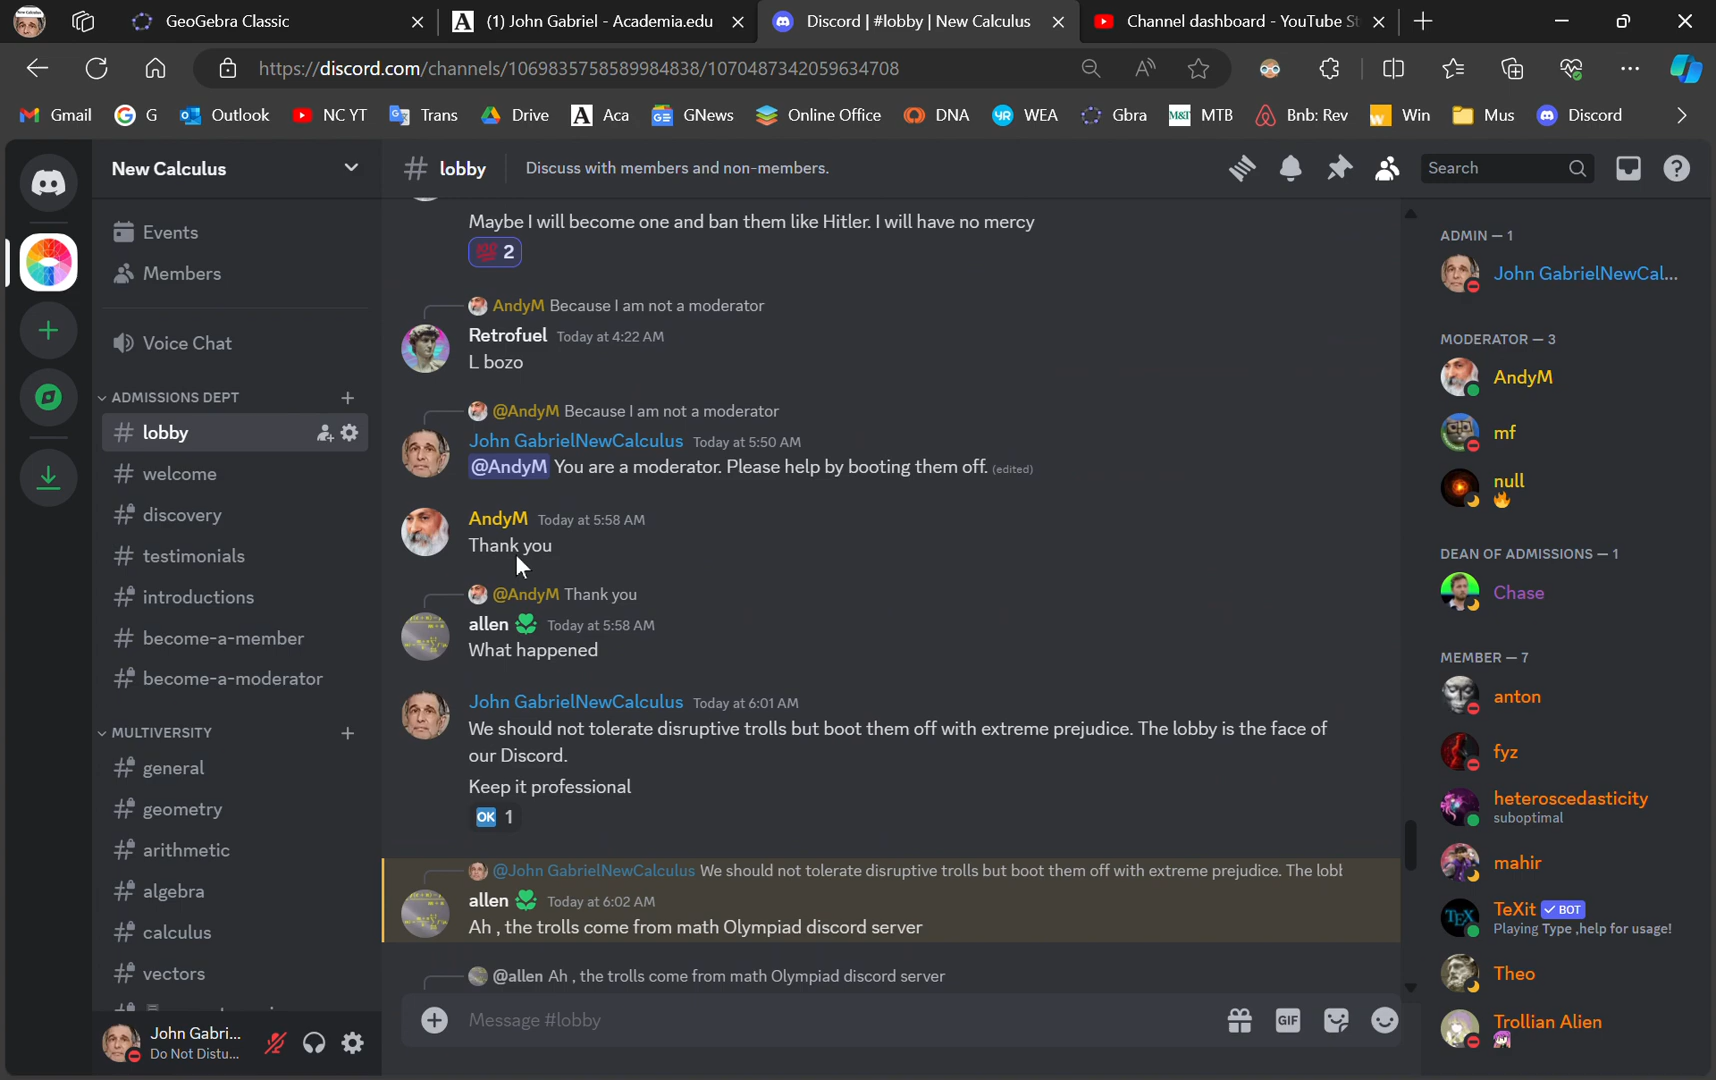 GeoGebra Classic
(1) John Gabriel - Academia.edu
Discord | #lobby | New Calculus
Channel dashboard - YouTube St
https://discord.com/channels/1069835758589984838/1070487342059634708
Gmail G Outlook NC YT Trans Drive Aca GNews Online Office DNA WEA Gbra MTB Bnb: Rev Win Mus Discord
New Calculus
# lobby Discuss with members and non-members.
Search
Events
Members
Voice Chat
ADMISSIONS DEPT
lobby
welcome
discovery
testimonials
introductions
become-a-member
become-a-moderator
MULTIVERSITY
general
geometry
arithmetic
algebra
calculus
vectors
John Gabri...
Do Not Distu...
Maybe I will become one and ban them like Hitler. I will have no mercy
💯 2
AndyM Because I am not a moderator
Retrofuel Today at 4:22 AM
L bozo
@AndyM Because I am not a moderator
John GabrielNewCalculus Today at 5:50 AM
@AndyM You are a moderator. Please help by booting them off. (edited)
AndyM Today at 5:58 AM
Thank you
@AndyM Thank you
allen Today at 5:58 AM
What happened
John GabrielNewCalculus Today at 6:01 AM
We should not tolerate disruptive trolls but boot them off with extreme prejudice. The lobby is the face of
our Discord.
Keep it professional
OK 1
@John GabrielNewCalculus We should not tolerate disruptive trolls but boot them off with extreme prejudice. The lobl
allen Today at 6:02 AM
Ah , the trolls come from math Olympiad discord server
@allen Ah , the trolls come from math Olympiad discord server
Message #lobby
GIF
ADMIN — 1
John GabrielNewCal...
MODERATOR — 3
AndyM
mf
null
DEAN OF ADMISSIONS — 1
Chase
MEMBER — 7
anton
fyz
heteroscedasticity
suboptimal
mahir
TeXit ✓ BOT
Playing Type ,help for usage!
Theo
Trollian Alien